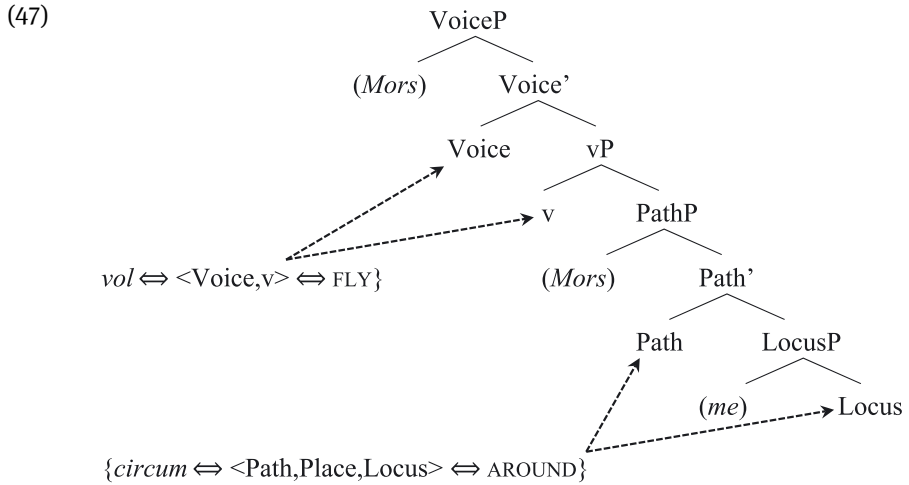 (47)
VoiceP
(Mors) Voice’
Voice vP
v PathP
vol ⇔ <Voice,v> ⇔ FLY} (Mors) Path’
Path LocusP
(me) Locus
{circum ⇔ <Path,Place,Locus> ⇔ AROUND}